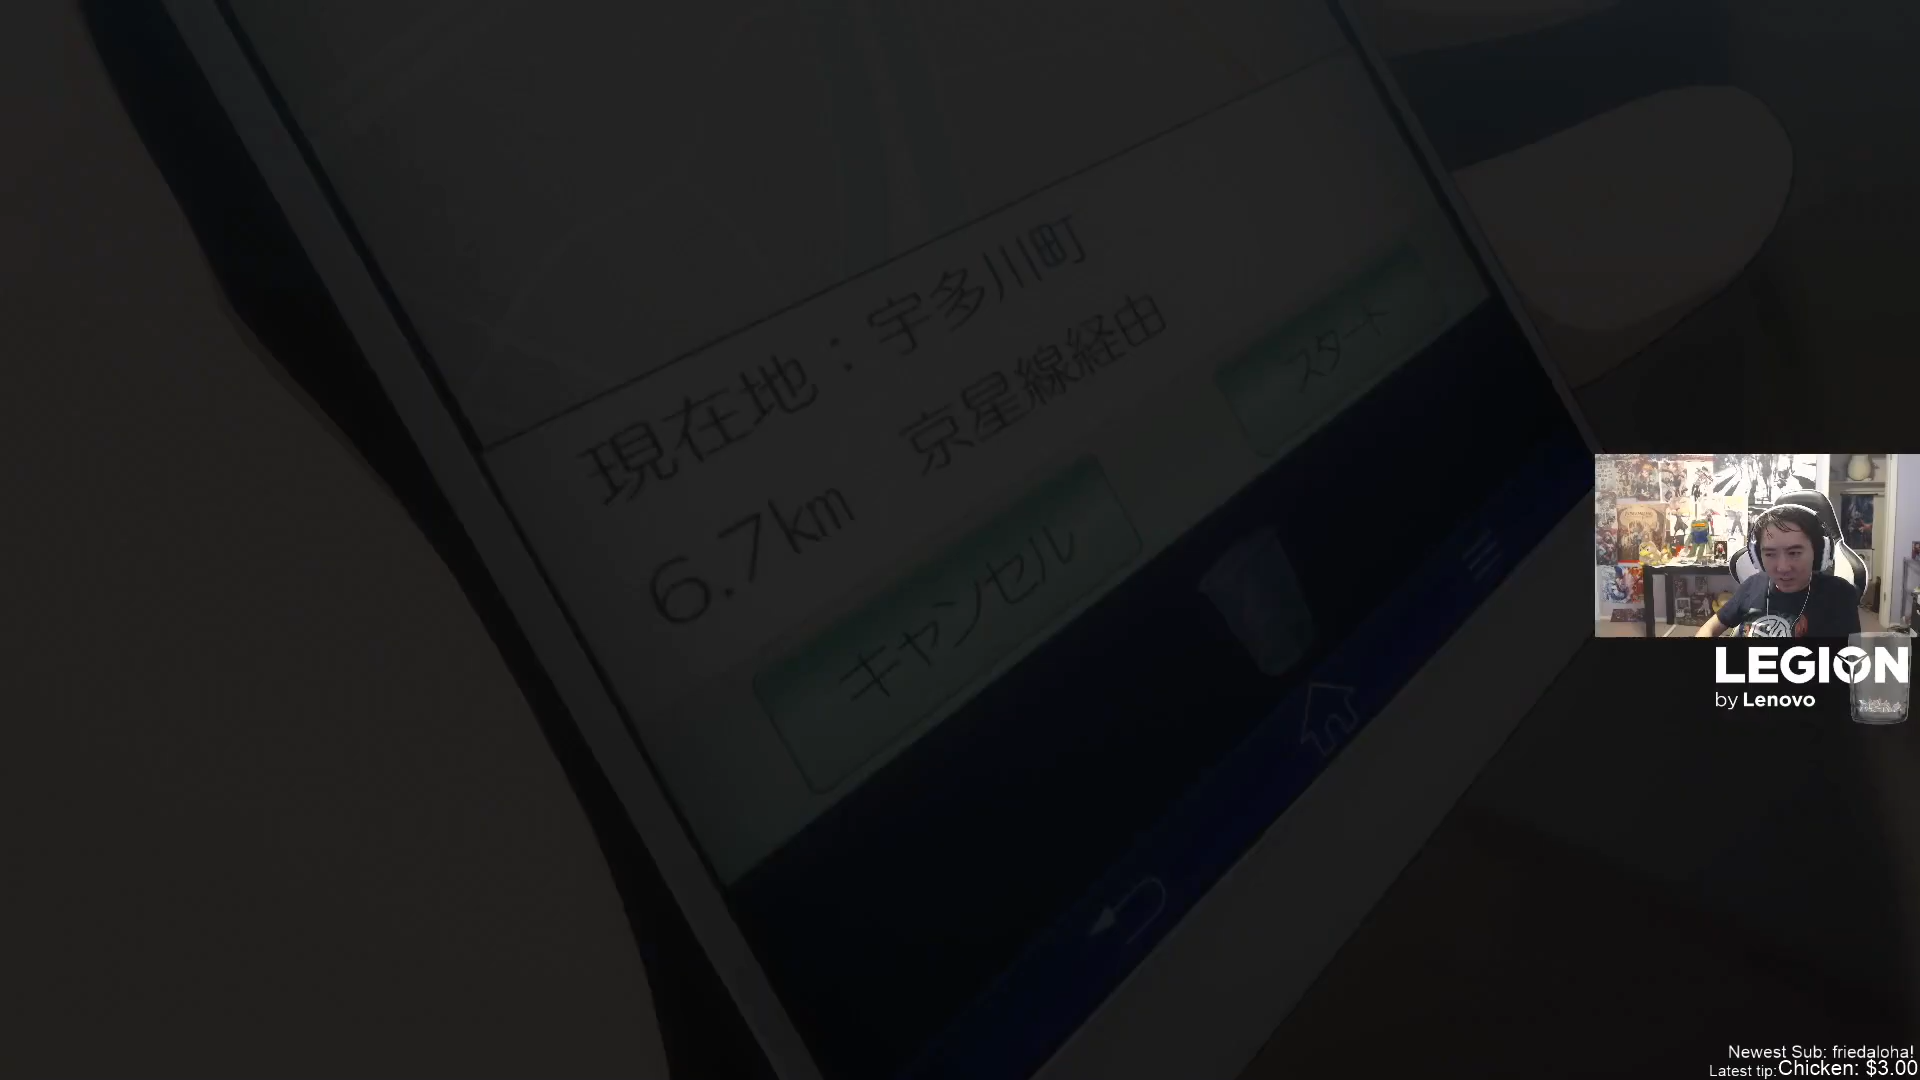 現在地：宇多川町
6.7km 京星線経由
キャンセル
スタート
LEGION
by Lenovo
Newest Sub: friedaloha!
Latest tip:Chicken: $3.00